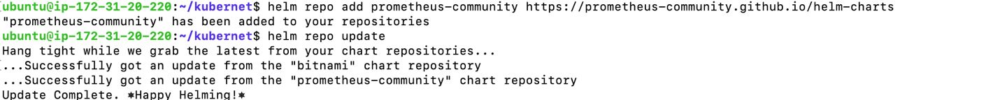 ubuntu@ip-172-31-20-220:~/kubernet$ helm repo add prometheus-community https://prometheus-community.github.io/helm-charts
"prometheus-community" has been added to your repositories
ubuntu@ip-172-31-20-220:~/kubernet$ helm repo update
Hang tight while we grab the latest from your chart repositories...
...Successfully got an update from the "bitnami" chart repository
...Successfully got an update from the "prometheus-community" chart repository
Update Complete. ⎈Happy Helming!⎈